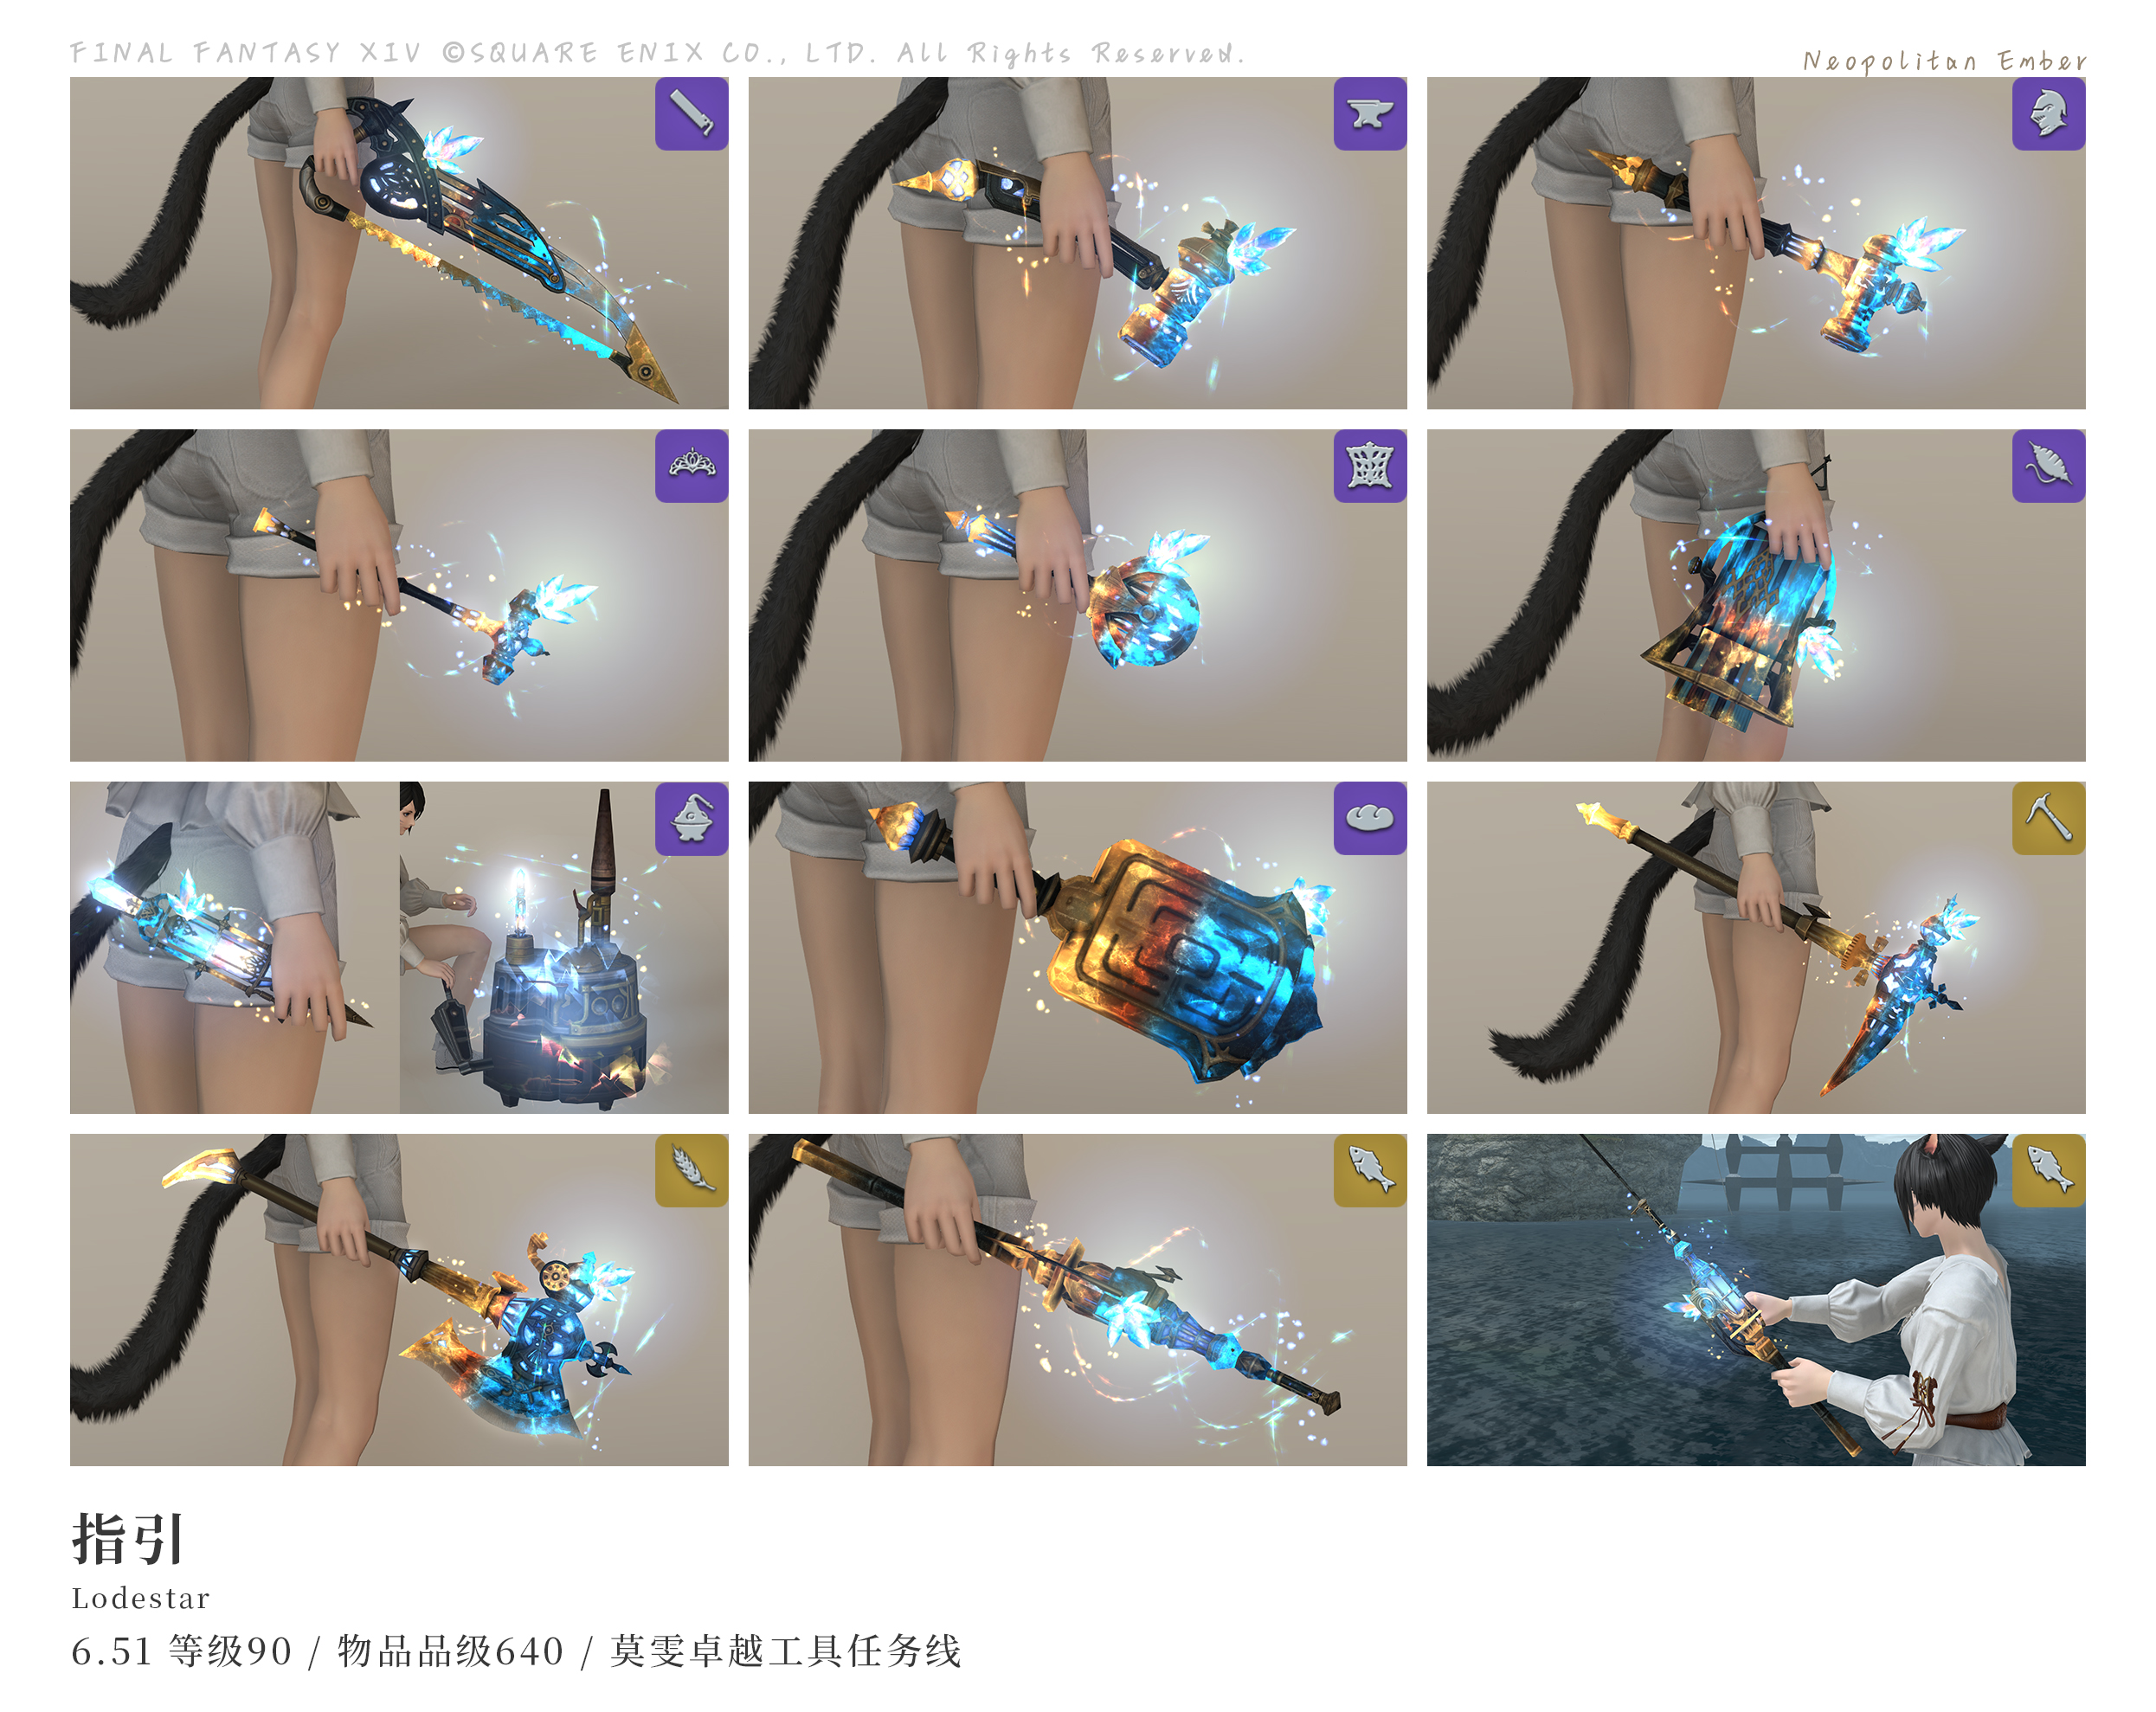 FINAL FANTASY XIV ©SQUARE ENIX CO., LTD. All Rights Reserved.
Neopolitan Ember
指引
Lodestar
6.51 等级90 / 物品品级640 / 莫雯卓越工具任务线